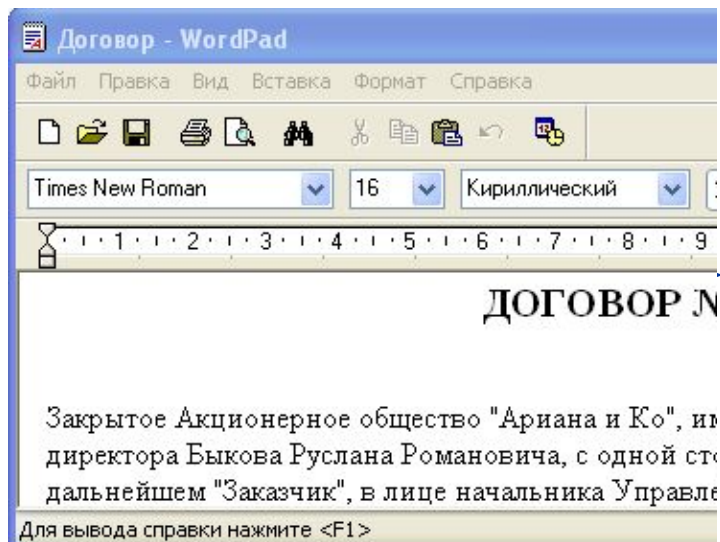 Договор - WordPad
Файл Правка Вид Вставка Формат Справка
Times New Roman 16 Кириллический
1 2 3 4 5 6 7 8 9
ДОГОВОР №
Закрытое Акционерное общество "Ариана и Ко", им
директора Быкова Руслана Романовича, с одной сто
дальнейшем "Заказчик", в лице начальника Управле
Для вывода справки нажмите <F1>